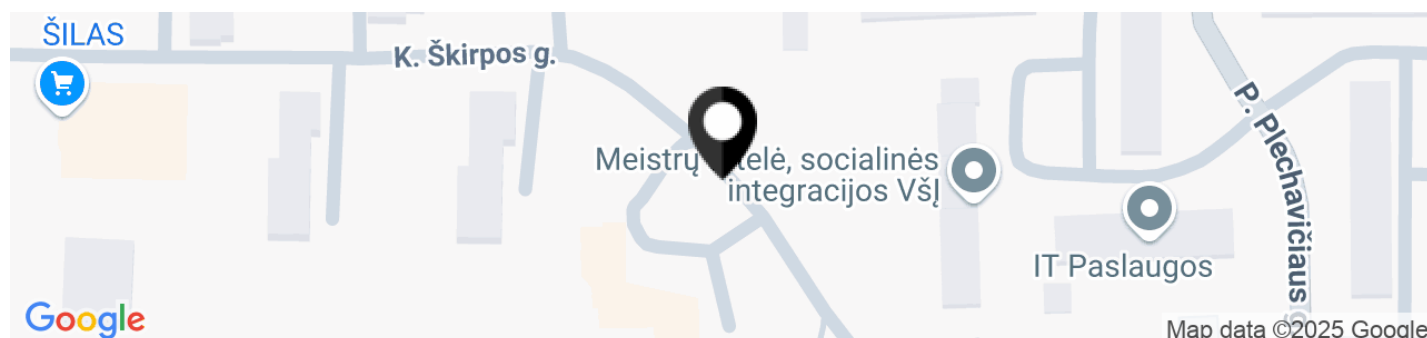 ŠILAS
K. Škirpos g.
P. Plechavičiaus g
Meistrų telė, socialinės
integracijos VšĮ
IT Paslaugos
Google
Map data ©2025 Google